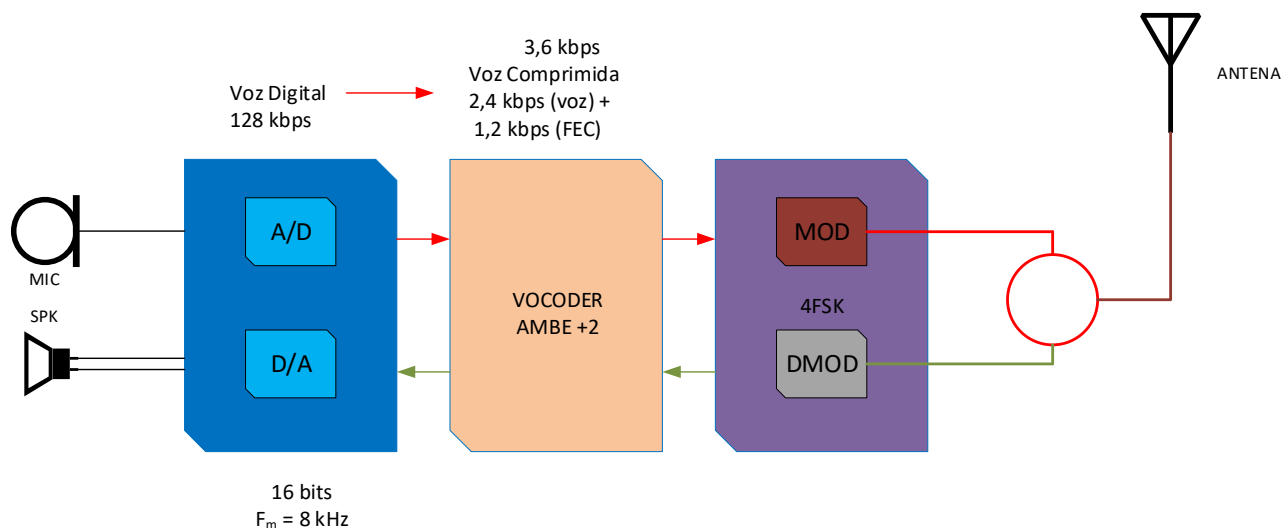 3,6 kbps
Voz Comprimida
2,4 kbps (voz) +
1,2 kbps (FEC)
Voz Digital
128 kbps
ANTENA
MIC
SPK
A/D
D/A
VOCODER
AMBE +2
MOD
4FSK
DMOD
16 bits
Fm = 8 kHz